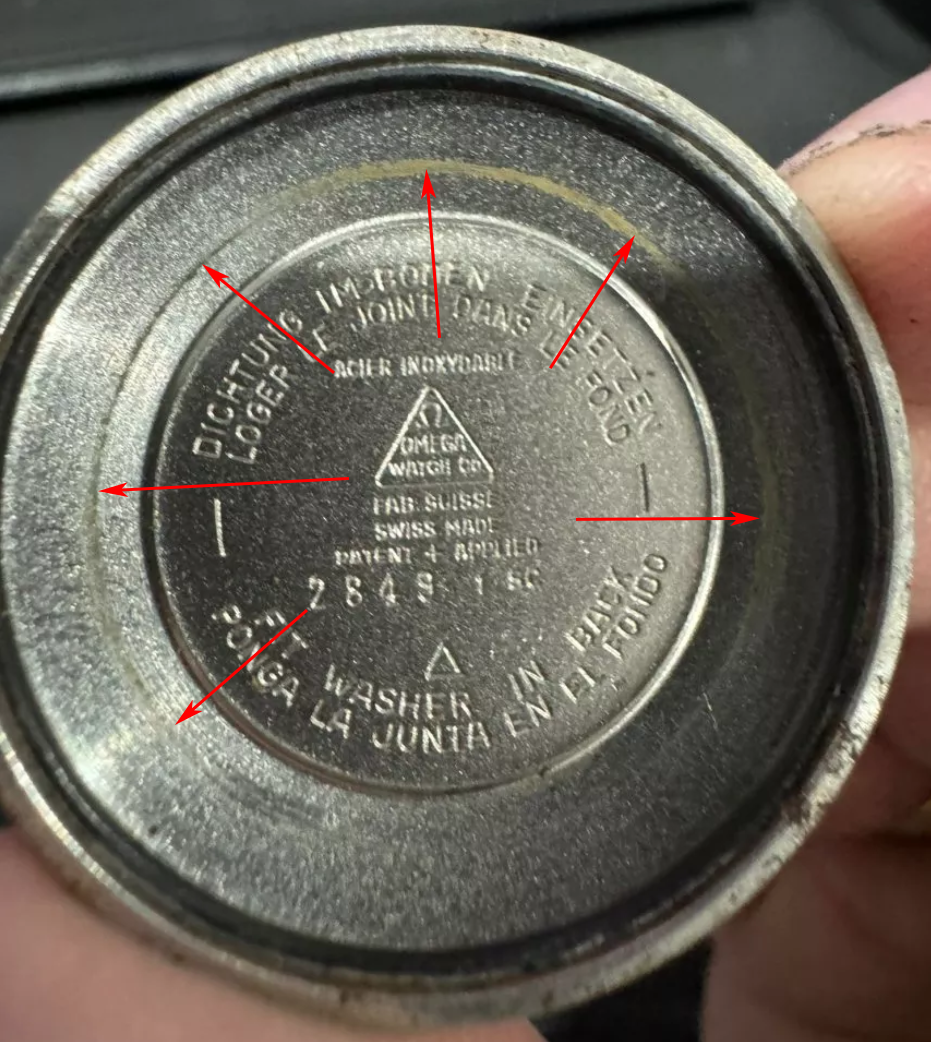 DICHTUNG IM BODEN EINSETZEN
LOGER LE JOINT DANS LE FOND
ACIER INOXYDABLE
Ω
OMEGA
WATCH Co
FAB. SUISSE
SWISS MADE
PATENT + APPLIED
2849 1 SC
FIT WASHER IN BACK
PONGA LA JUNTA EN EL FONDO